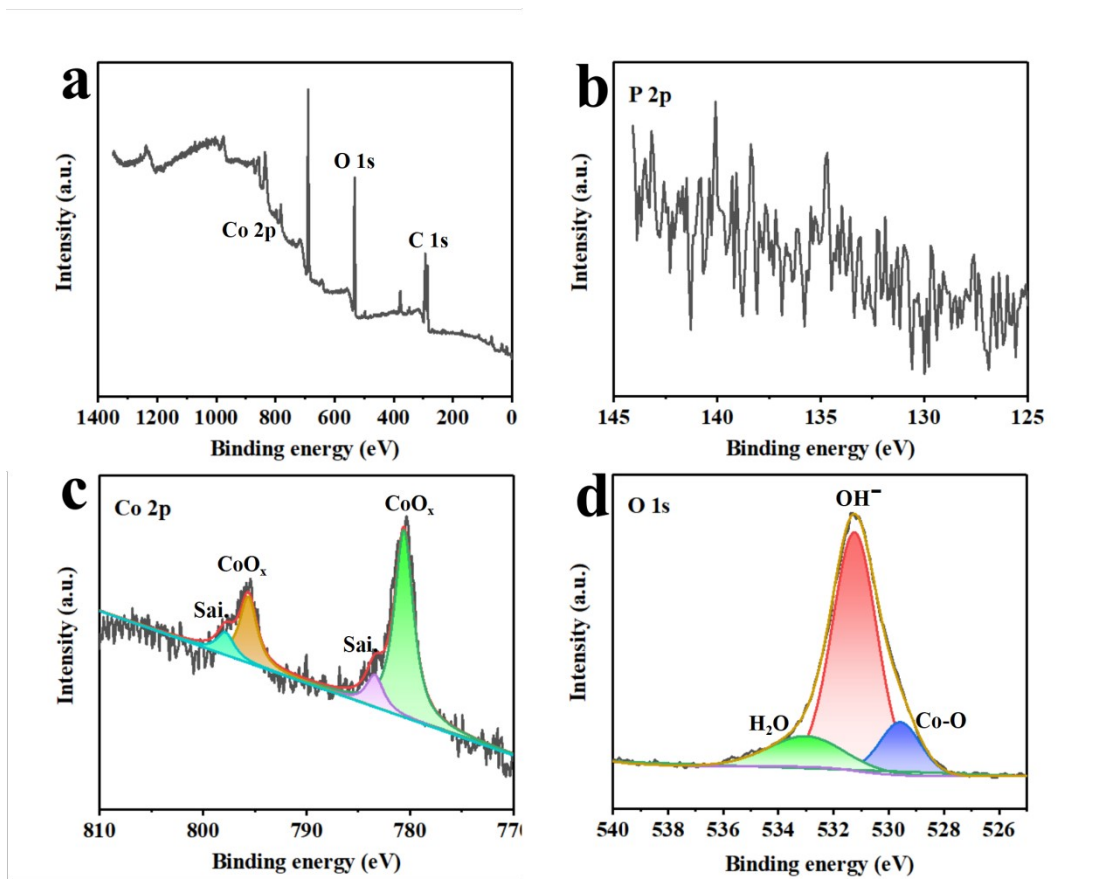 a
O 1s
Co 2p
C 1s
Intensity (a.u.)
1400 1200 1000 800 600 400 200 0
Binding energy (eV)
b
P 2p
Intensity (a.u.)
145 140 135 130 125
Binding energy (eV)
c
Co 2p
CoOₓ
CoOₓ
Sai.
Sai.
Intensity (a.u.)
810 800 790 780 770
Binding energy (eV)
d
O 1s
OH⁻
H₂O
Co-O
Intensity (a.u.)
540 538 536 534 532 530 528 526
Binding energy (eV)